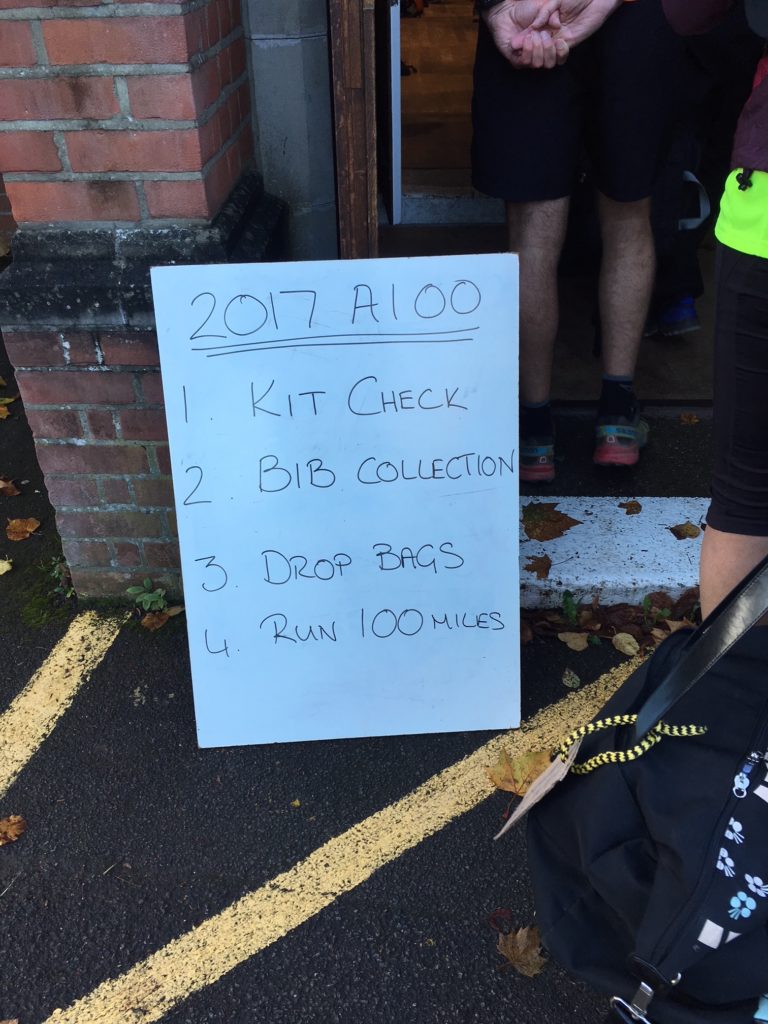 2017 A100
1. KIT CHECK
2. BIB COLLECTION
3. DROP BAGS
4. RUN 100 MILES